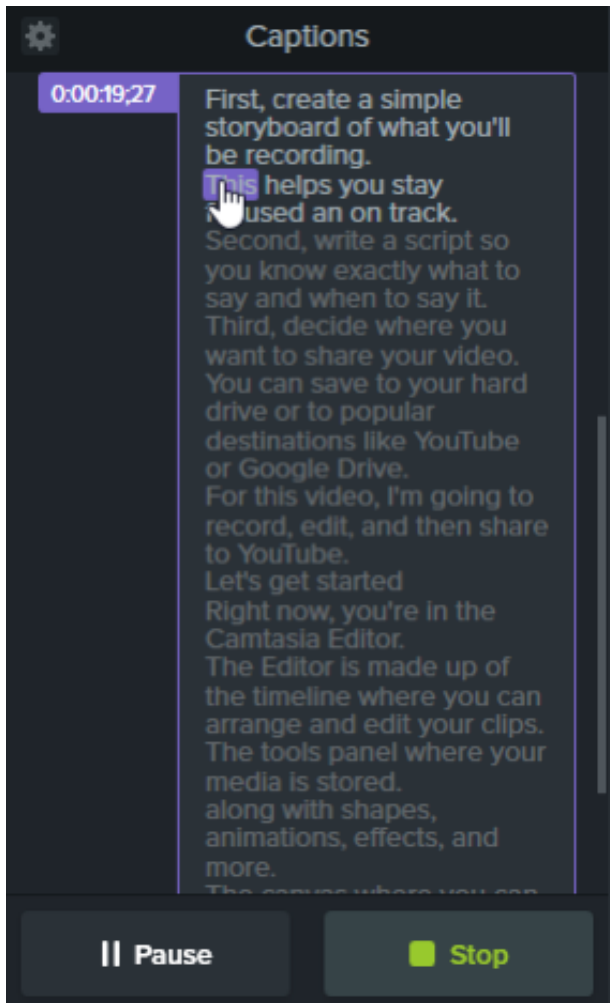 Captions
0:00:19;27
First, create a simple
storyboard of what you'll
be recording.
This helps you stay
focused an on track.
Second, write a script so
you know exactly what to
say and when to say it.
Third, decide where you
want to share your video.
You can save to your hard
drive or to popular
destinations like YouTube
or Google Drive.
For this video, I'm going to
record, edit, and then share
to YouTube.
Let's get started
Right now, you're in the
Camtasia Editor.
The Editor is made up of
the timeline where you can
arrange and edit your clips.
The tools panel where your
media is stored.
along with shapes,
animations, effects, and
more.
The canvas where you can
Pause
Stop